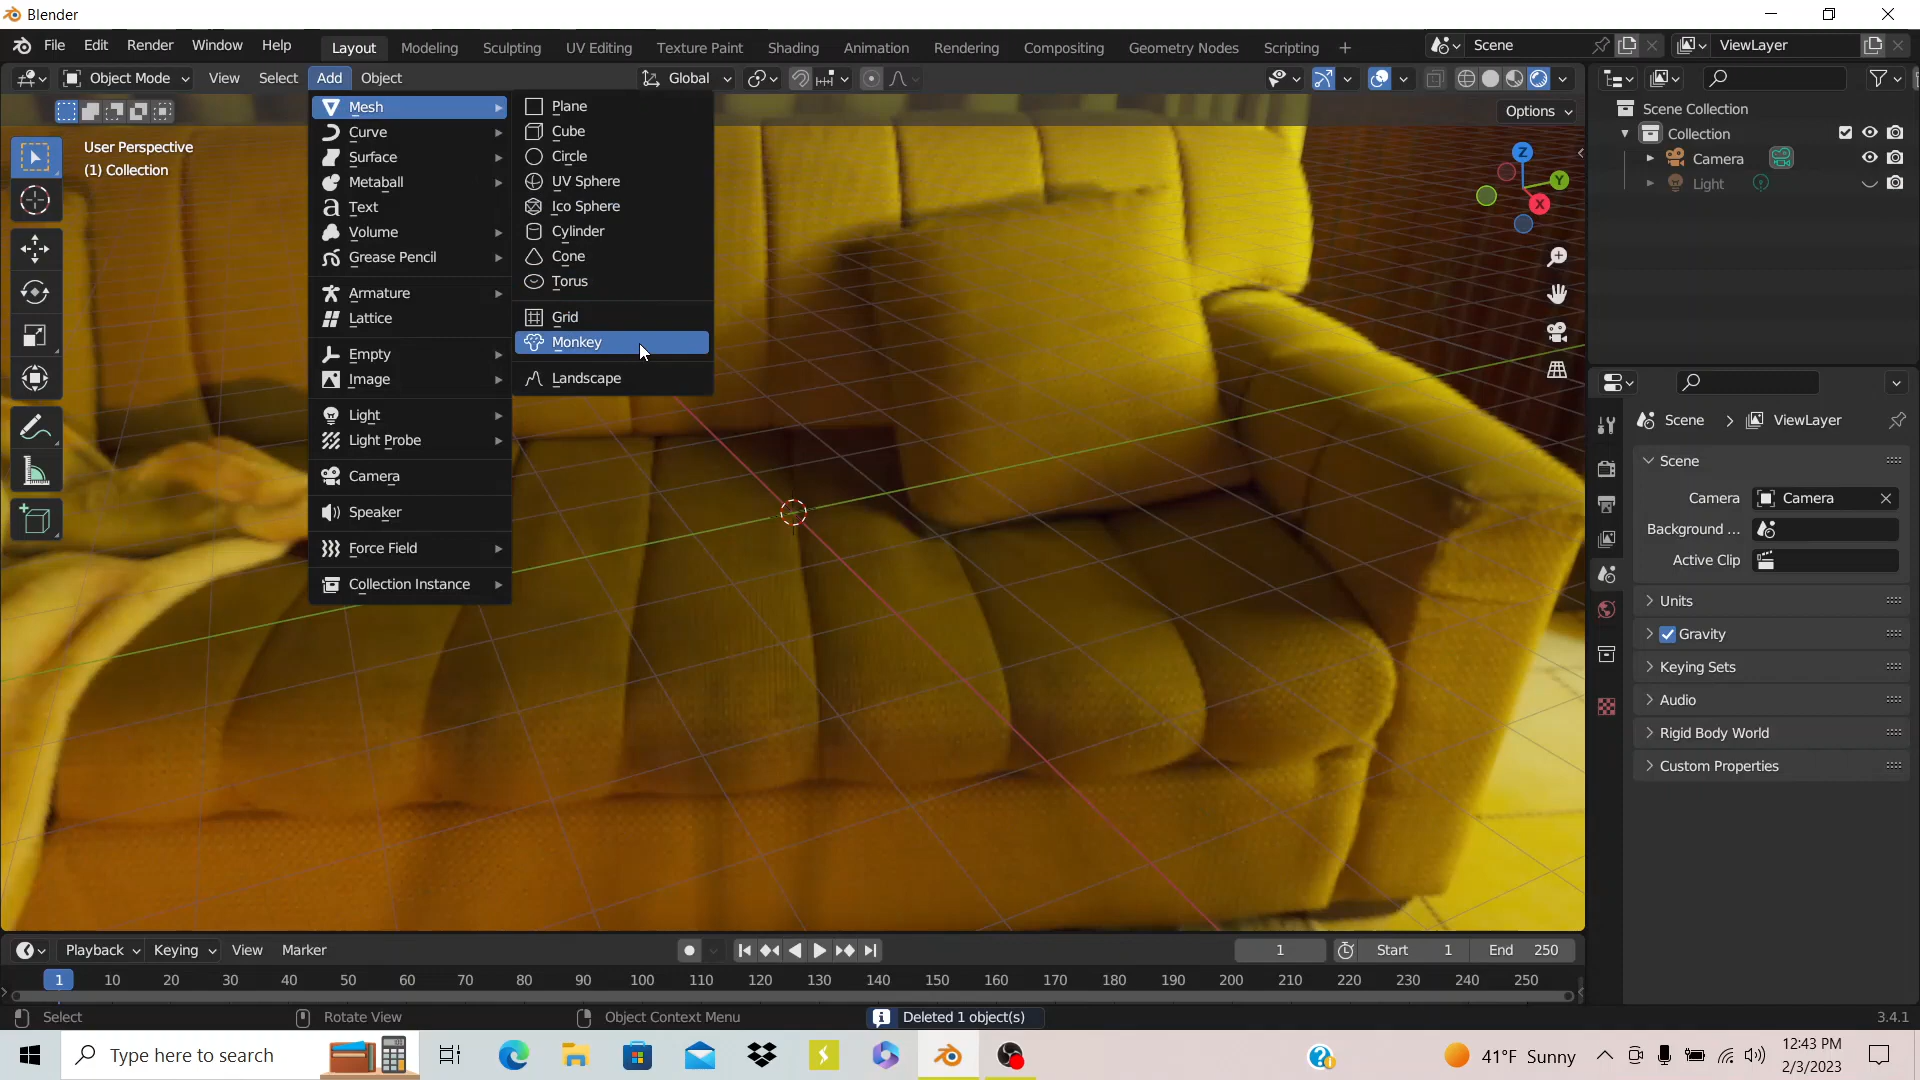 Blender
File Edit Render Window Help Layout Modeling Sculpting UV Editing Texture Paint Shading Animation Rendering Compositing Geometry Nodes Scripting + Scene ViewLayer
Object Mode View Select Add Object Global
Options
User Perspective
(1) Collection
Mesh
Curve
Surface
Metaball
Text
Volume
Grease Pencil
Armature
Lattice
Empty
Image
Light
Light Probe
Camera
Speaker
Force Field
Collection Instance
Plane
Cube
Circle
UV Sphere
Ico Sphere
Cylinder
Cone
Torus
Grid
Monkey
Landscape
Z
Y
X
Scene Collection
Collection
Camera
Light
Scene > ViewLayer
Scene
Camera Camera
Background ...
Active Clip
Units
Gravity
Keying Sets
Audio
Rigid Body World
Custom Properties
Playback Keying View Marker 1 Start 1 End 250
1 10 20 30 40 50 60 70 80 90 100 110 120 130 140 150 160 170 180 190 200 210 220 230 240 250
Select Rotate View Object Context Menu Deleted 1 object(s) 3.4.1
Type here to search 41°F Sunny 12:43 PM
2/3/2023